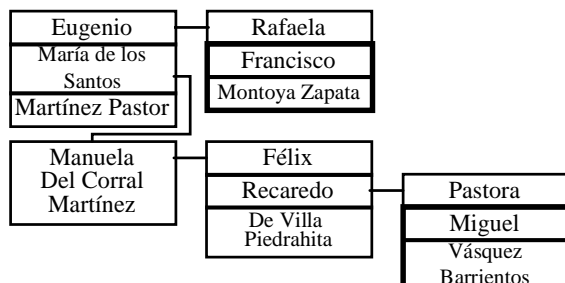 Eugenio
María de los
Santos
Martínez Pastor
Rafaela
Francisco
Montoya Zapata
Manuela
Del Corral
Martínez
Félix
Recaredo
De Villa
Piedrahita
Pastora
Miguel
Vásquez
Barrientos